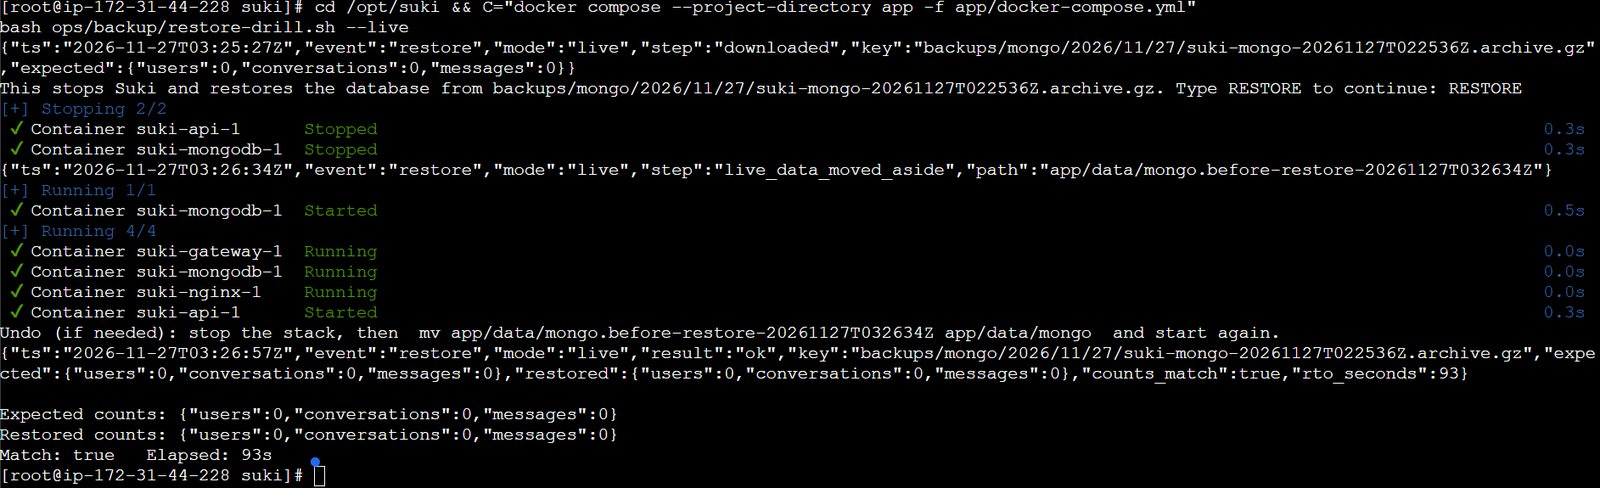 [root@ip-172-31-44-228 suki]# cd /opt/suki && C="docker compose --project-directory app -f app/docker-compose.yml"
bash ops/backup/restore-drill.sh --live
{"ts":"2026-11-27T03:25:27Z","event":"restore","mode":"live","step":"downloaded","key":"backups/mongo/2026/11/27/suki-mongo-20261127T022536Z.archive.gz"
,"expected":{"users":0,"conversations":0,"messages":0}}
This stops Suki and restores the database from backups/mongo/2026/11/27/suki-mongo-20261127T022536Z.archive.gz. Type RESTORE to continue: RESTORE
[+] Stopping 2/2
✓ Container suki-api-1 Stopped 0.3s
✓ Container suki-mongodb-1 Stopped 0.3s
{"ts":"2026-11-27T03:26:34Z","event":"restore","mode":"live","step":"live_data_moved_aside","path":"app/data/mongo.before-restore-20261127T032634Z"}
[+] Running 1/1
✓ Container suki-mongodb-1 Started 0.5s
[+] Running 4/4
✓ Container suki-gateway-1 Running 0.0s
✓ Container suki-mongodb-1 Running 0.0s
✓ Container suki-nginx-1 Running 0.0s
✓ Container suki-api-1 Started 0.3s
Undo (if needed): stop the stack, then  mv app/data/mongo.before-restore-20261127T032634Z app/data/mongo  and start again.
{"ts":"2026-11-27T03:26:57Z","event":"restore","mode":"live","result":"ok","key":"backups/mongo/2026/11/27/suki-mongo-20261127T022536Z.archive.gz","expe
cted":{"users":0,"conversations":0,"messages":0},"restored":{"users":0,"conversations":0,"messages":0},"counts_match":true,"rto_seconds":93}
Expected counts: {"users":0,"conversations":0,"messages":0}
Restored counts: {"users":0,"conversations":0,"messages":0}
Match: true   Elapsed: 93s
[root@ip-172-31-44-228 suki]#